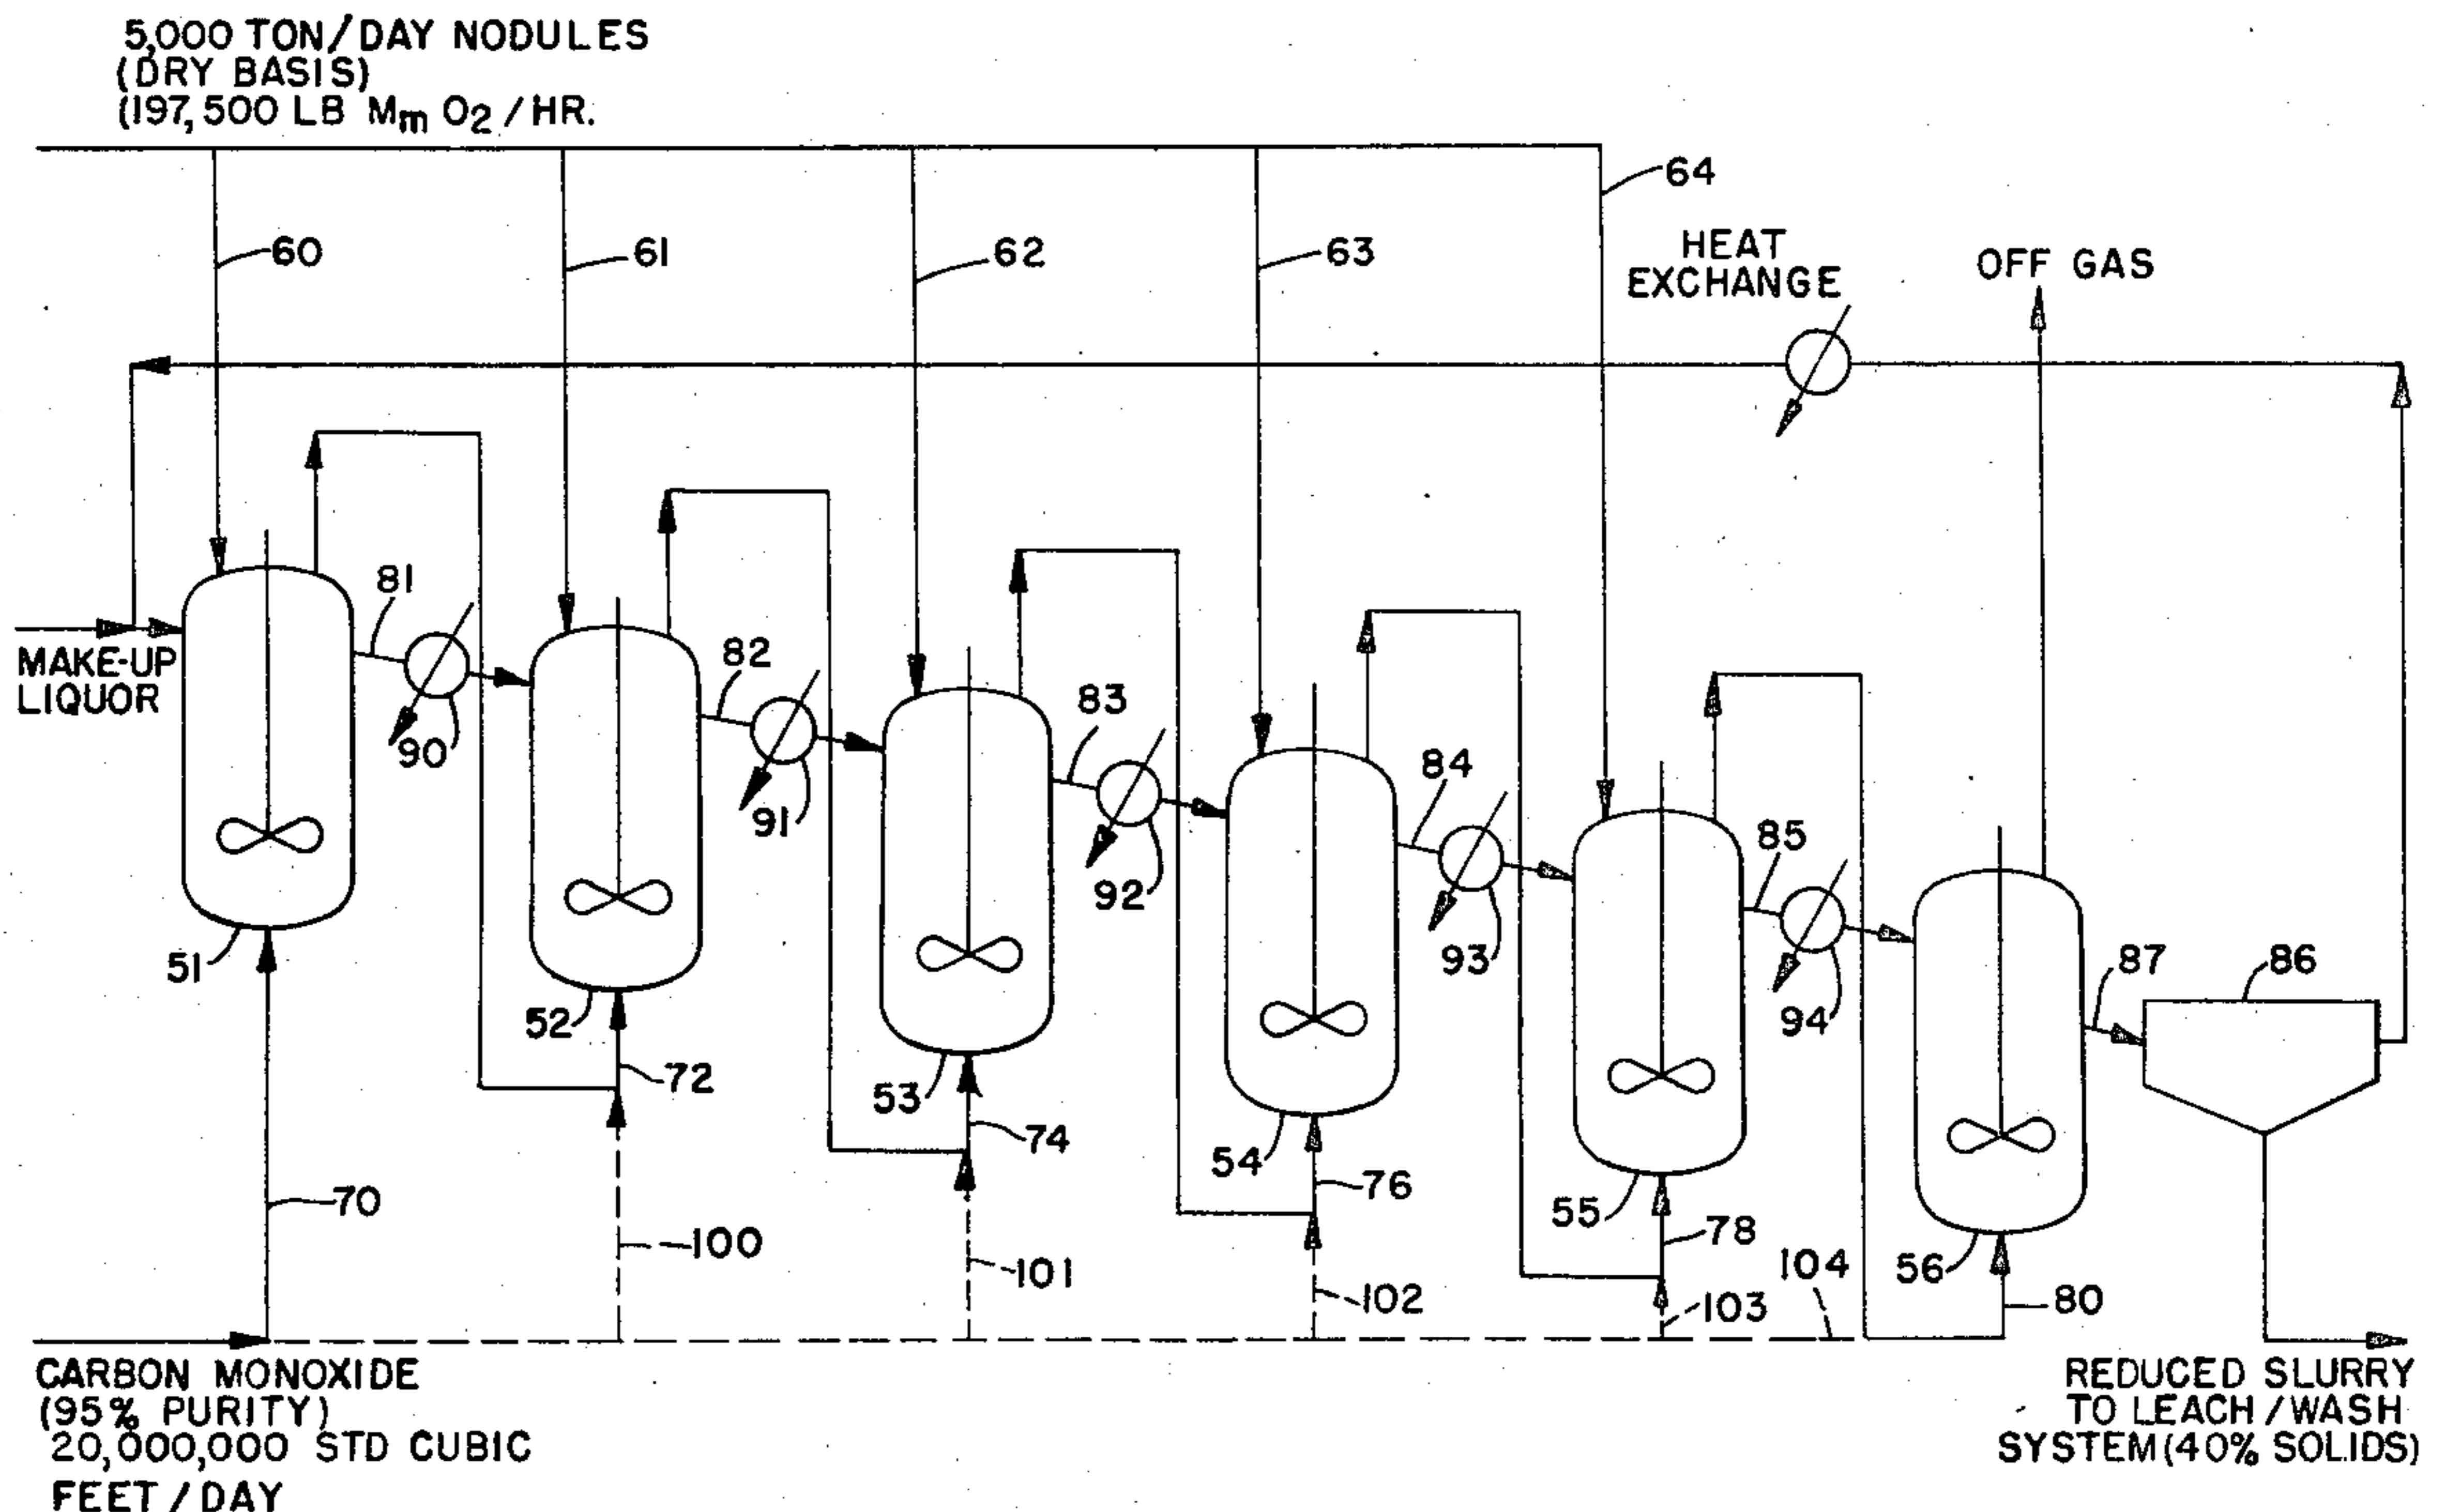 5,000 TON/DAY NODULES
(DRY BASIS)
(197,500 LB Mm O2 / HR.
64
60
61
62
63
HEAT
EXCHANGE
OFF GAS
81
82
83
84
85
MAKE-UP
LIQUOR
90
91
92
93
94
87
86
51
52
53
54
55
56
72
74
76
78
80
70
100
101
102
103
104
CARBON MONOXIDE
(95% PURITY)
20,000,000 STD CUBIC
FEET / DAY
REDUCED SLURRY
TO LEACH / WASH
SYSTEM (40% SOLIDS)